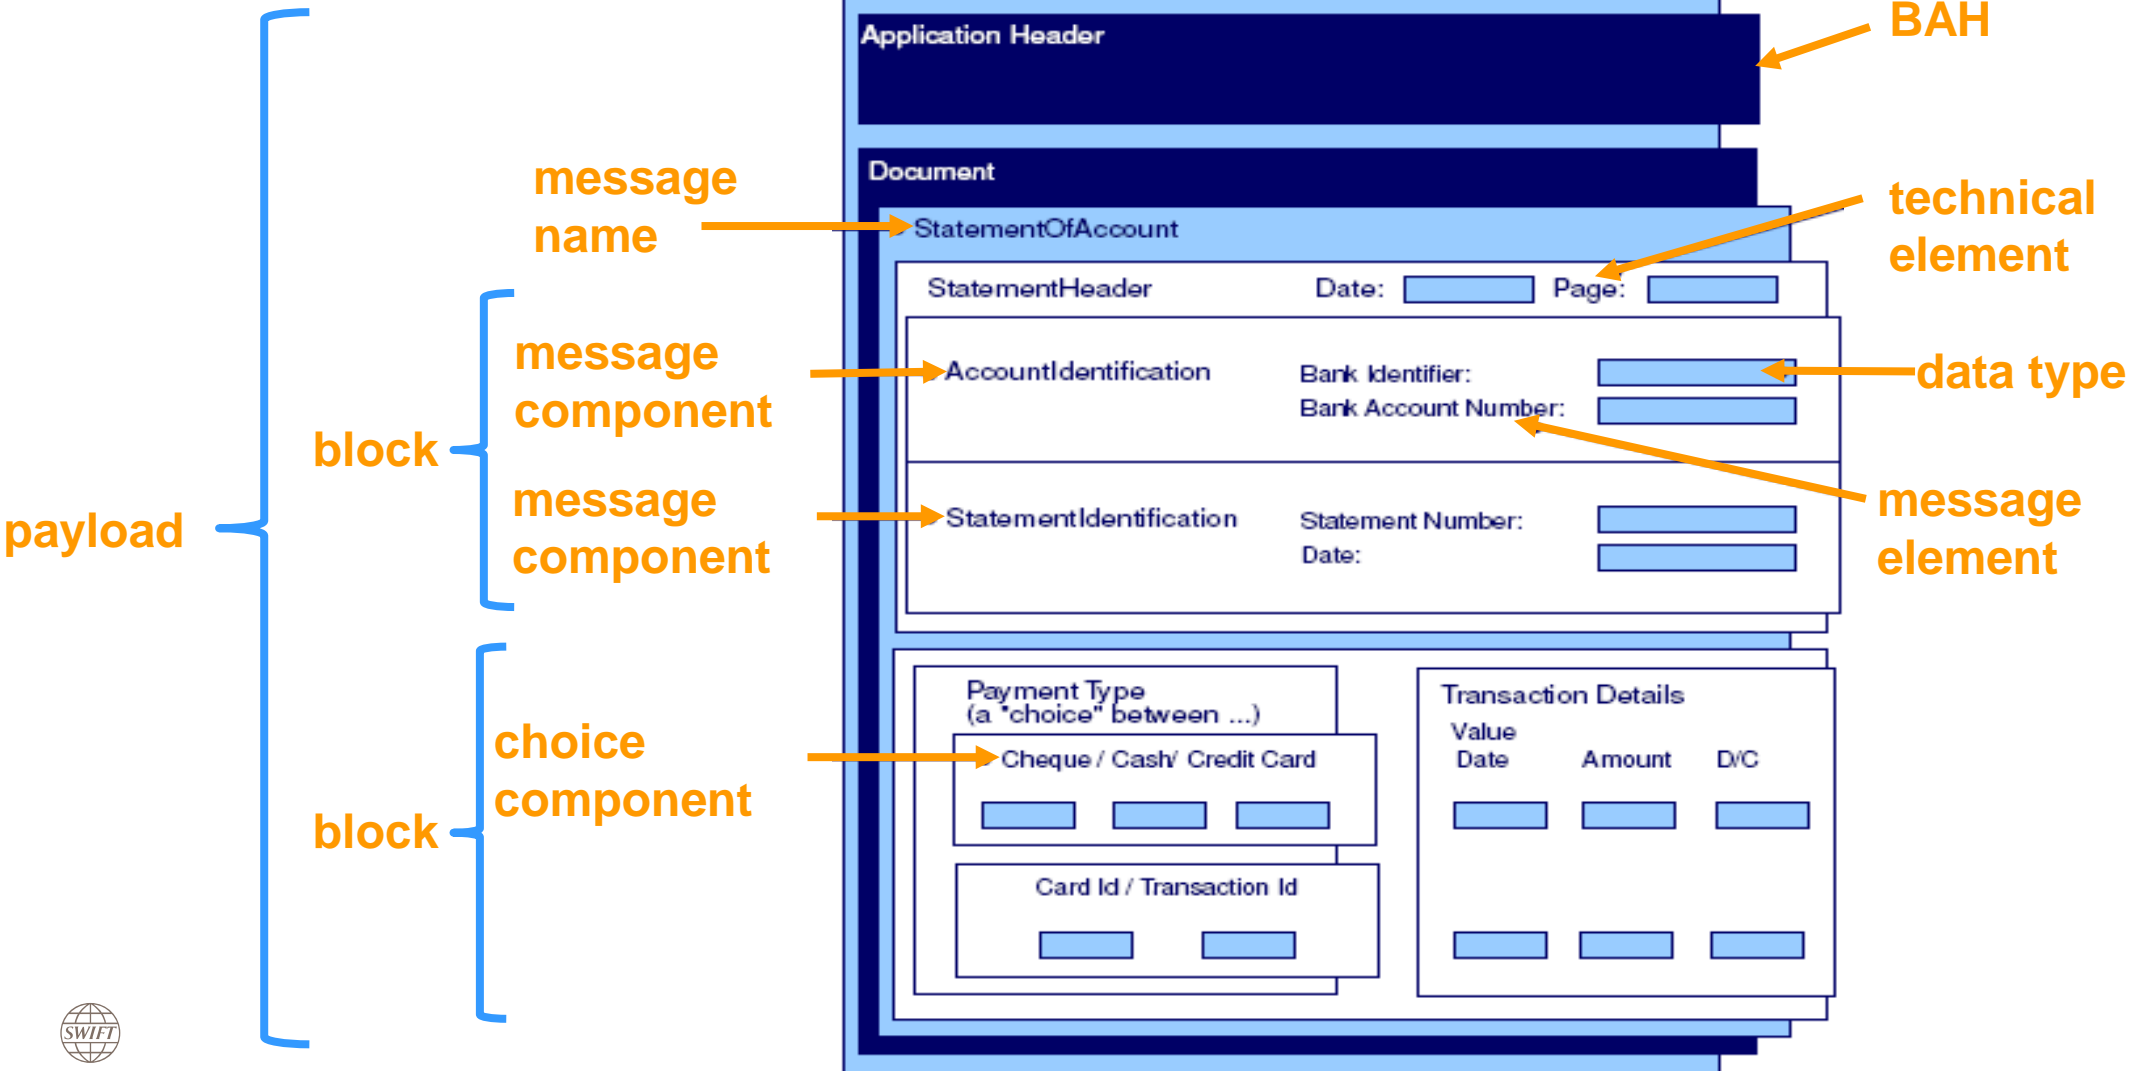 BAH
Application Header
Document
message
name
StatementOfAccount
technical
element
StatementHeader Date: Page:
message
component
AccountIdentification Bank Identifier:
Bank Account Number:
data type
block
message
component
StatementIdentification Statement Number:
Date:
message
element
payload
Payment Type
(a "choice" between ...)
Transaction Details
Value
Date Amount D/C
choice
component
Cheque / Cash/ Credit Card
block
Card Id / Transaction Id
SWIFT